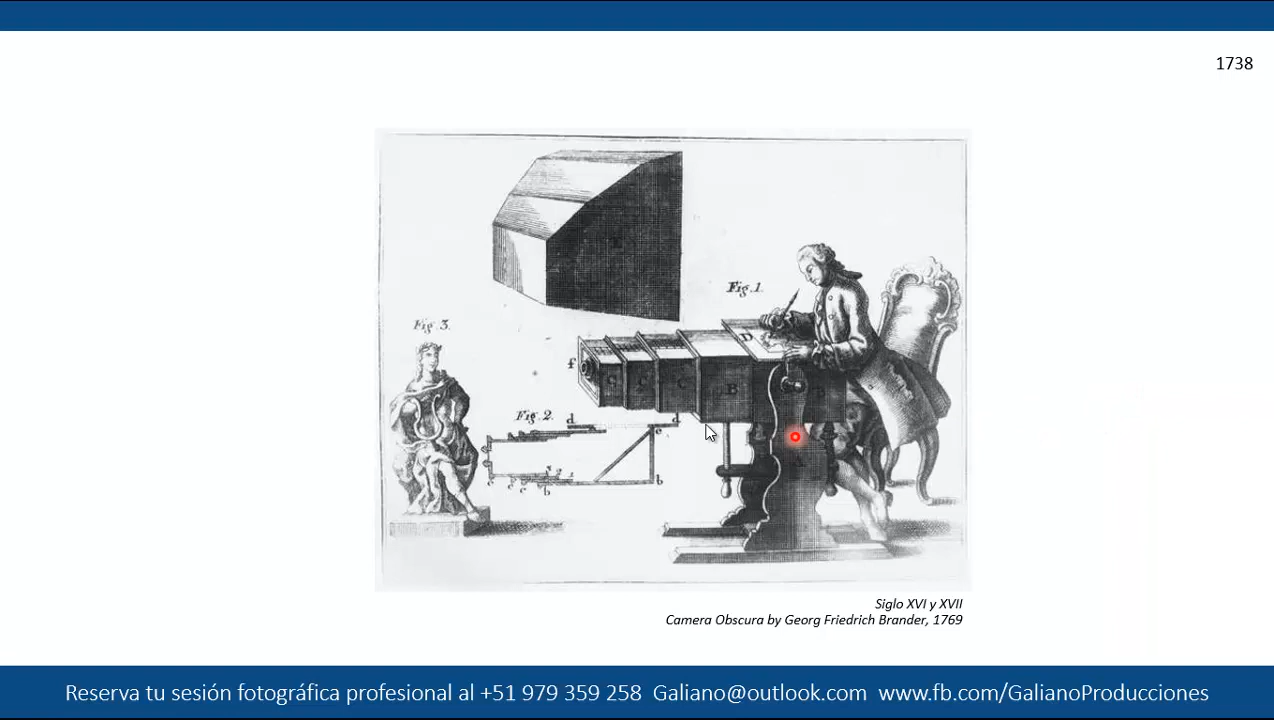 1738
Fig. 1.
D
Fig. 3.
f
C
C
C
B
B
Fig. 2.
d
d
e
b
b
A
Siglo XVI y XVII
Camera Obscura by Georg Friedrich Brander, 1769
Reserva tu sesión fotográfica profesional al +51 979 359 258 Galiano@outlook.com www.fb.com/GalianoProducciones